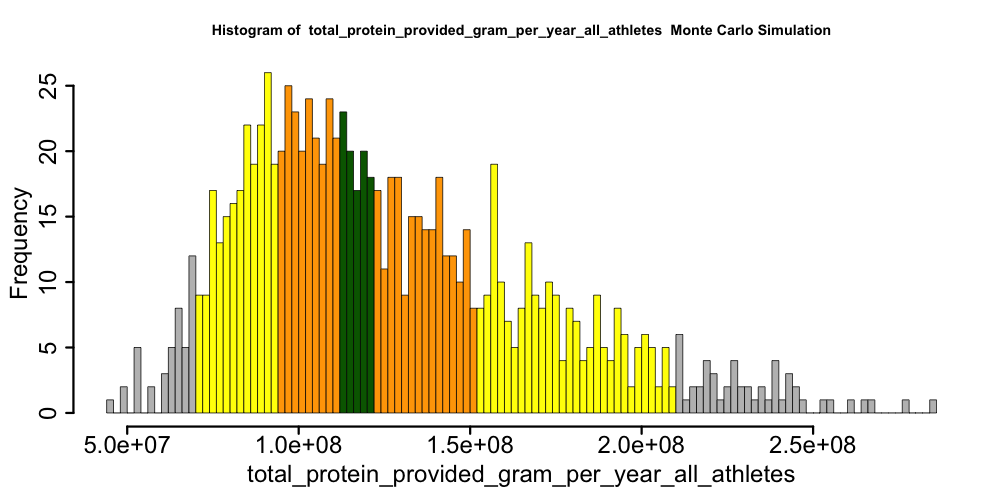 Histogram of  total_protein_provided_gram_per_year_all_athletes  Monte Carlo Simulation
Frequency
25
20
15
10
5
0
5.0e+07 1.0e+08 1.5e+08 2.0e+08 2.5e+08
total_protein_provided_gram_per_year_all_athletes